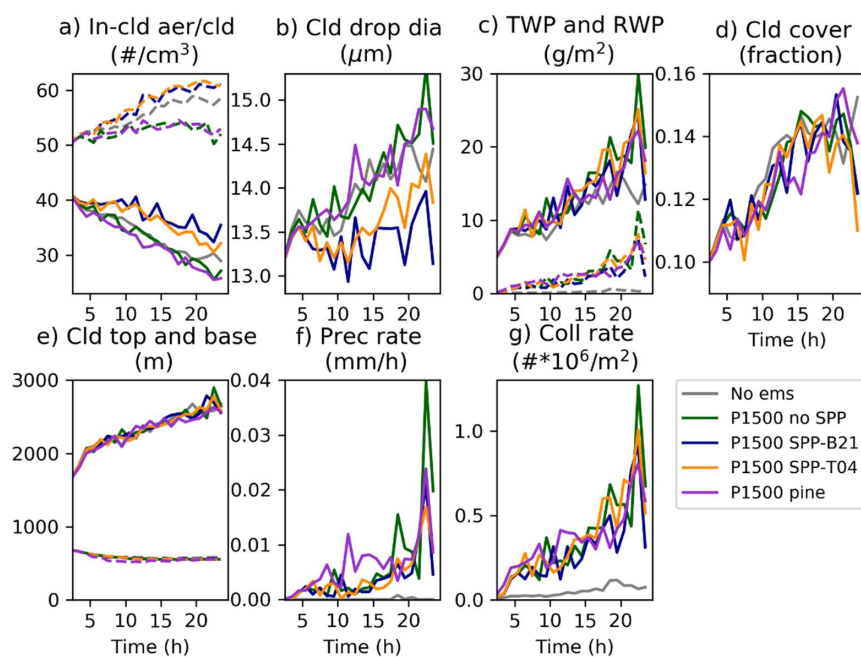 a) In-cld aer/cld
(#/cm³)
b) Cld drop dia
(μm)
c) TWP and RWP
(g/m²)
d) Cld cover
(fraction)
60
50
40
30
15.0
14.5
14.0
13.5
13.0
30
20
10
0
0.16
0.14
0.12
0.10
5 10 15 20
5 10 15 20
5 10 15 20
5 10 15 20
Time (h)
e) Cld top and base
(m)
f) Prec rate
(mm/h)
g) Coll rate
(#*10⁶/m²)
3000
2000
1000
0
0.04
0.03
0.02
0.01
0.00
1.0
0.5
0.0
5 10 15 20
5 10 15 20
5 10 15 20
Time (h)
Time (h)
Time (h)
No ems
P1500 no SPP
P1500 SPP-B21
P1500 SPP-T04
P1500 pine